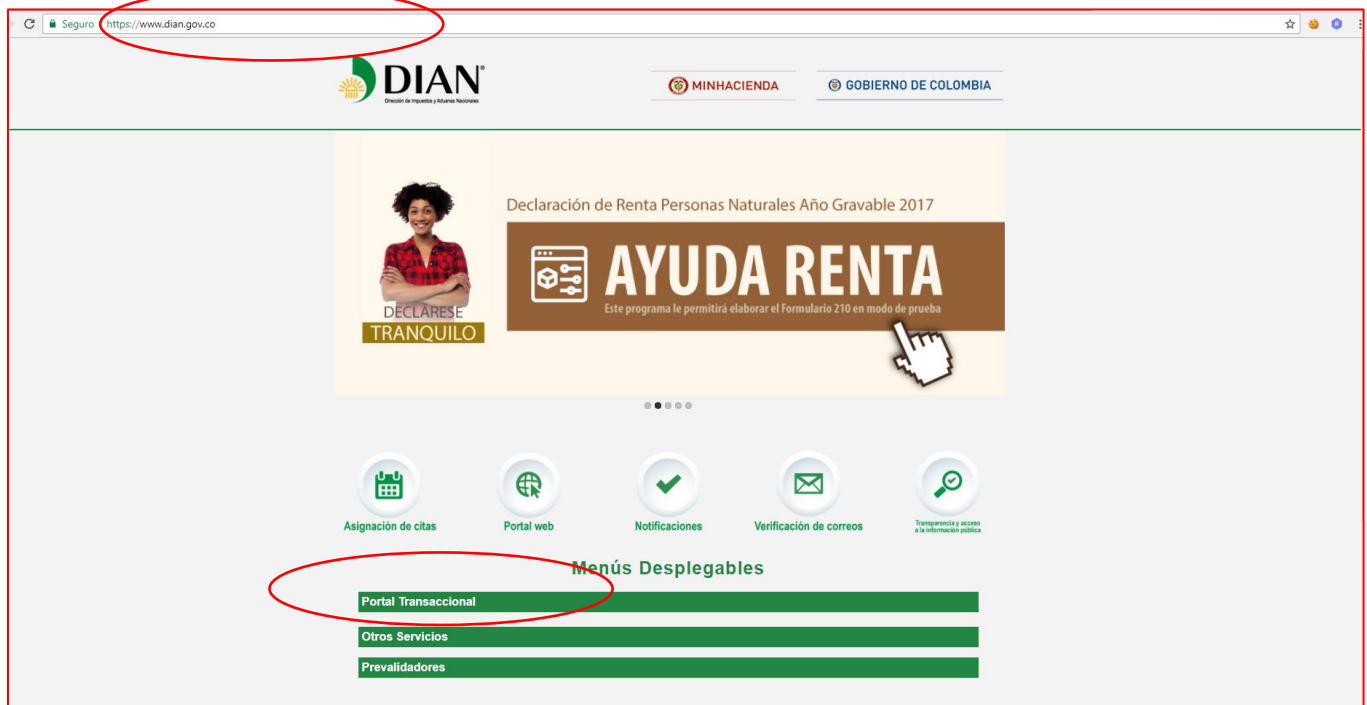 Seguro
https://www.dian.gov.co
DIAN
Dirección de Impuestos y Aduanas Nacionales
MINHACIENDA
GOBIERNO DE COLOMBIA
Declaración de Renta Personas Naturales Año Gravable 2017
AYUDA RENTA
Este programa le permitirá elaborar el Formulario 210 en modo de prueba
DECLARESE
TRANQUILO
Asignación de citas
Portal web
Notificaciones
Verificación de correos
Transparencia y acceso
a la información pública
Menús Desplegables
Portal Transaccional
Otros Servicios
Prevalidadores